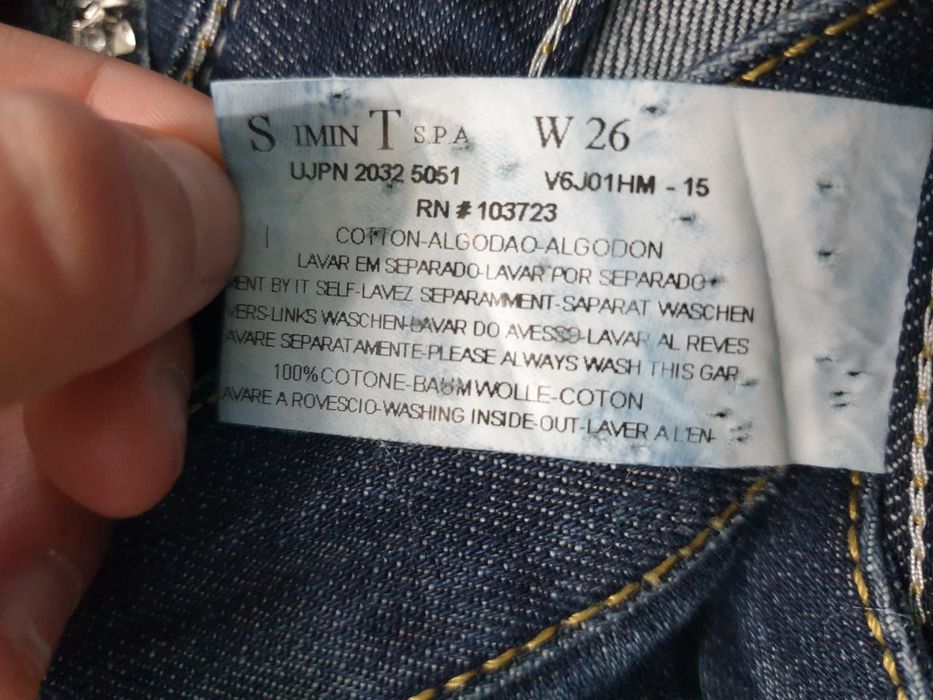 SIMINT S.P.A. W 26
UJPN 2032 5051 V6J01HM - 15
RN # 103723
COTTON-ALGODAO-ALGODON
LAVAR EM SEPARADO-LAVAR POR SEPARADO-
MENT BY IT SELF-LAVEZ SEPARAMMENT-SAPARAT WASCHEN
VERS-LINKS WASCHEN-LAVAR DO AVESSO-LAVAR AL REVES
AVARE SEPARATAMENTE-PLEASE ALWAYS WASH THIS GAR
100% COTONE-BAUMWOLLE-COTON
AVARE A ROVESCIO-WASHING INSIDE-OUT-LAVER A L'EN-